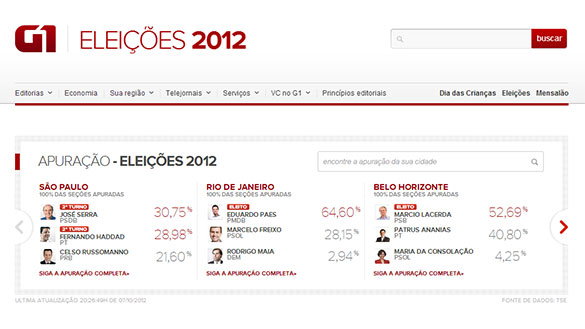 G1 ELEIÇÕES 2012
buscar
Editorias Economia Sua região Telejornais Serviços VC no G1 Princípios editoriais Dia das Crianças Eleições Mensalão
APURAÇÃO - ELEIÇÕES 2012
encontre a apuração da sua cidade
SÃO PAULO
100% DAS SEÇÕES APURADAS
2º TURNO
JOSÉ SERRA 30,75%
PSDB
2º TURNO
FERNANDO HADDAD 28,98%
PT
CELSO RUSSOMANNO 21,60%
PRB
SIGA A APURAÇÃO COMPLETA»
RIO DE JANEIRO
100% DAS SEÇÕES APURADAS
ELEITO
EDUARDO PAES 64,60%
PMDB
MARCELO FREIXO 28,15%
PSOL
RODRIGO MAIA 2,94%
DEM
SIGA A APURAÇÃO COMPLETA»
BELO HORIZONTE
100% DAS SEÇÕES APURADAS
ELEITO
MARCIO LACERDA 52,69%
PSB
PATRUS ANANIAS 40,80%
PT
MARIA DA CONSOLAÇÃO 4,25%
PSOL
SIGA A APURAÇÃO COMPLETA»
ULTIMA ATUALIZAÇÃO 20:26:49H DE 07/10/2012 FONTE DE DADOS: TSE